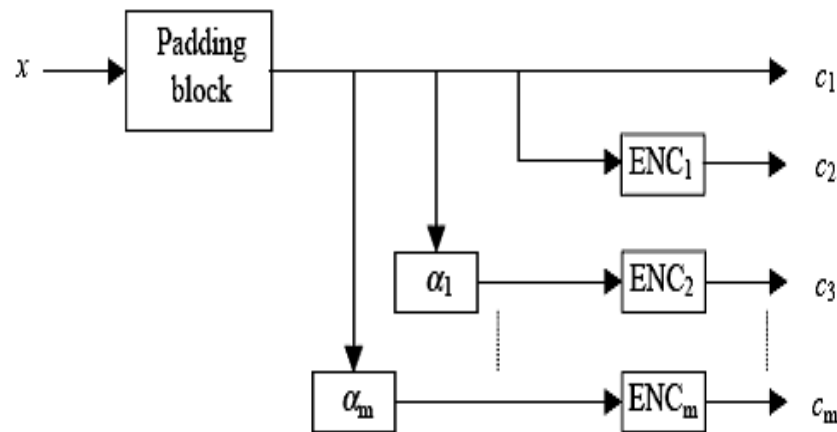 Padding
block
x
c1
ENC1
c2
α1
ENC2
c3
αm
ENCm
cm